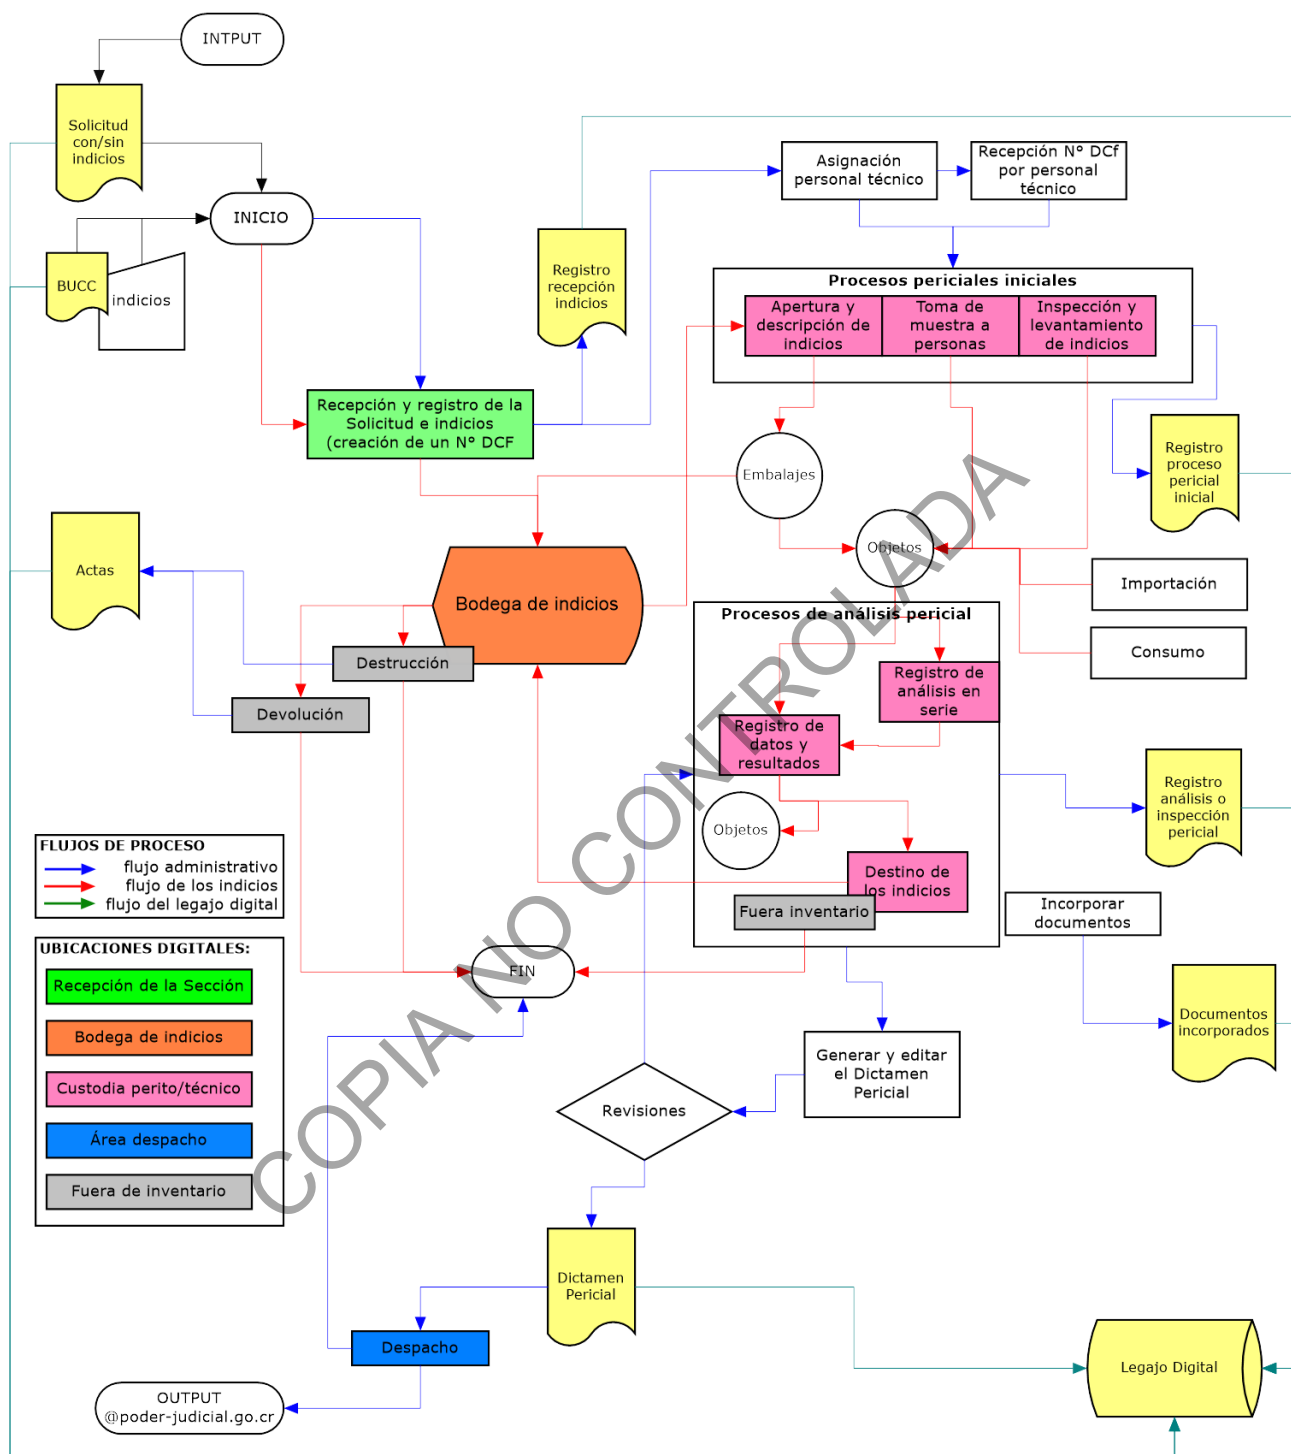 INTPUT
Solicitud
con/sin
indicios
INICIO
BUCC
indicios
Asignación
personal técnico
Recepción N° DCf
por personal
técnico
Registro
recepción
indicios
Procesos periciales iniciales
Apertura y
descripción de
indicios
Toma de
muestra a
personas
Inspección y
levantamiento
de indicios
Recepción y registro de la
Solicitud e indicios
(creación de un N° DCF
Registro
proceso
pericial
inicial
Embalajes
Objetos
Actas
Bodega de indicios
Importación
Consumo
Procesos de análisis pericial
Destrucción
Devolución
Registro de
análisis en
serie
Registro de
datos y
resultados
Objetos
Registro
análisis o
inspección
pericial
Destino de
los indicios
Fuera inventario
FLUJOS DE PROCESO
flujo administrativo
flujo de los indicios
flujo del legajo digital
Incorporar
documentos
UBICACIONES DIGITALES:
Recepción de la Sección
Bodega de indicios
Custodia perito/técnico
Área despacho
Fuera de inventario
FIN
Documentos
incorporados
Generar y editar
el Dictamen
Pericial
Revisiones
Dictamen
Pericial
Despacho
Legajo Digital
OUTPUT
@poder-judicial.go.cr
COPIA NO CONTROLADA